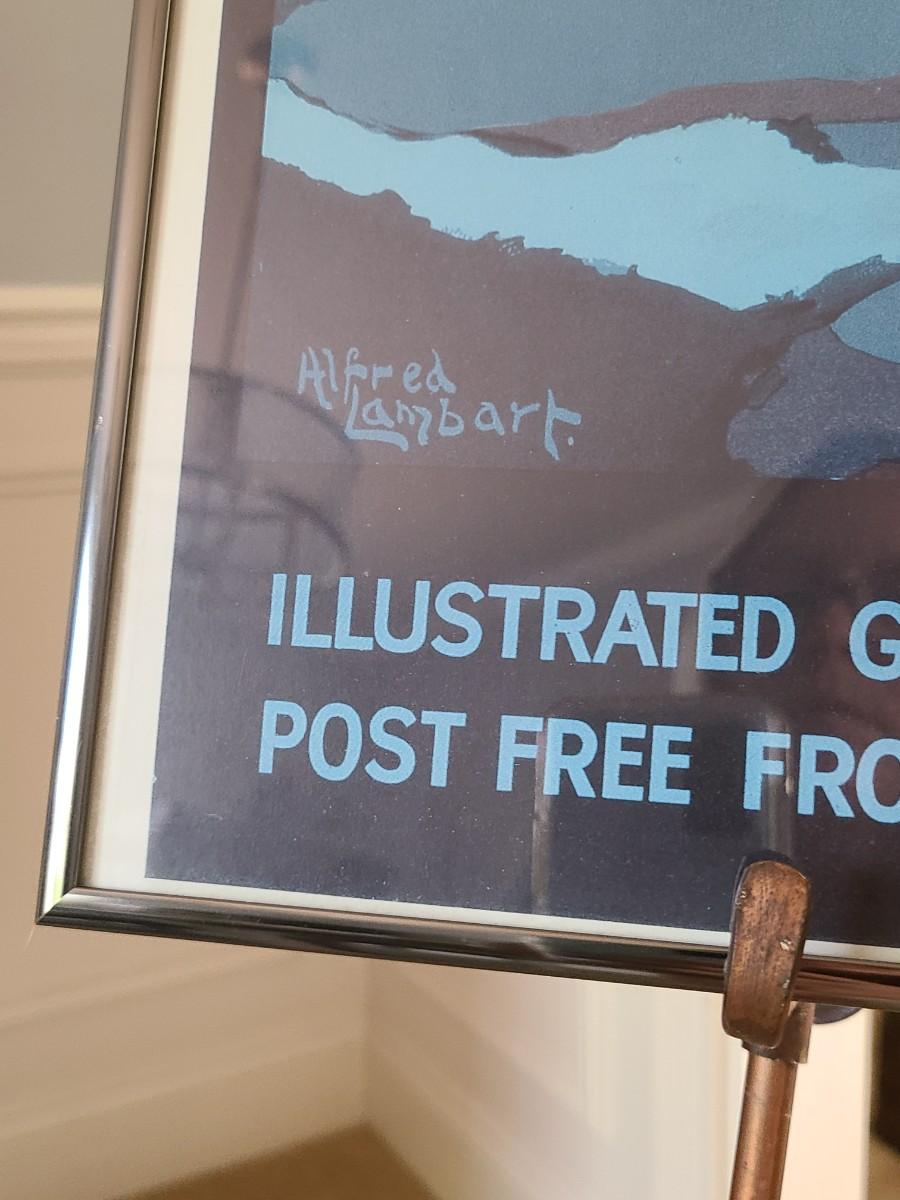 Alfred
Lambart.
ILLUSTRATED G
POST FREE FRO